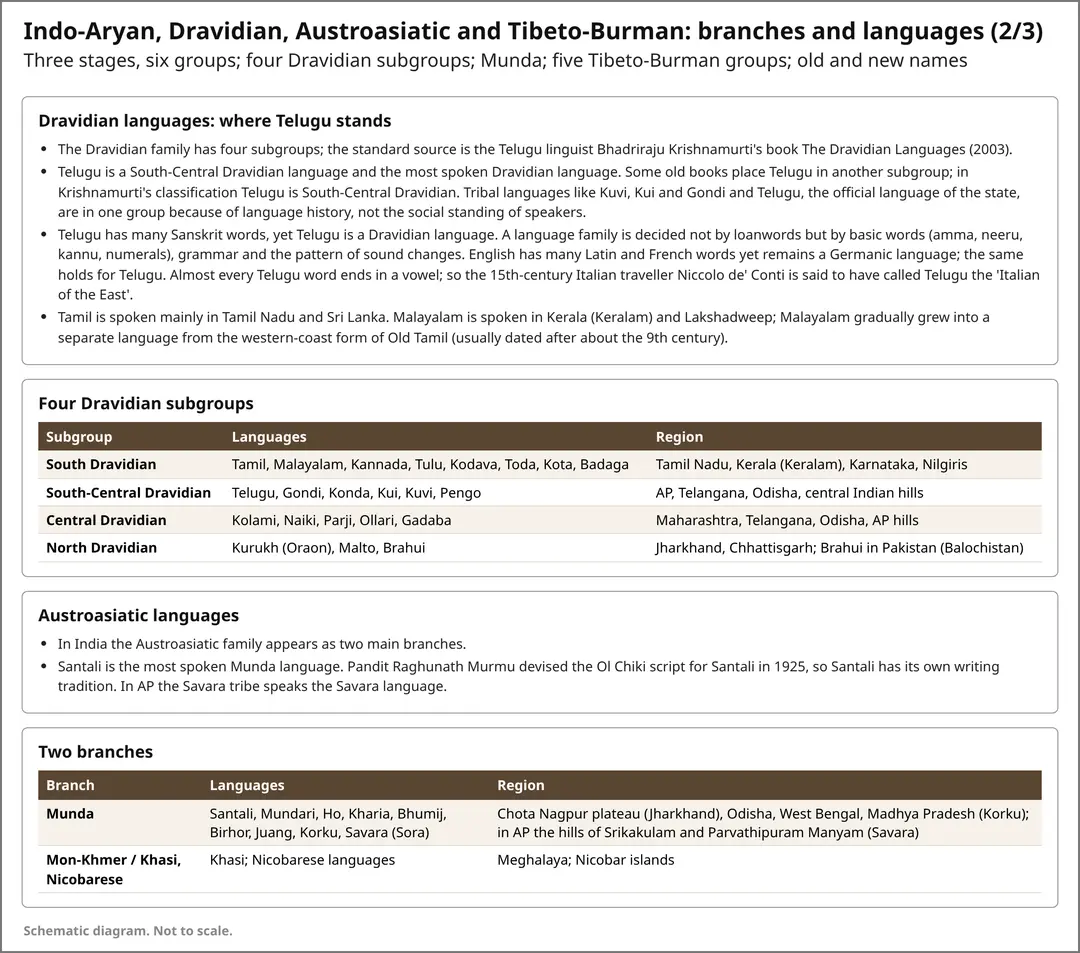 Indo-Aryan, Dravidian, Austroasiatic and Tibeto-Burman: branches and languages (2/3)
Three stages, six groups; four Dravidian subgroups; Munda; five Tibeto-Burman groups; old and new names
Dravidian languages: where Telugu stands
• The Dravidian family has four subgroups; the standard source is the Telugu linguist Bhadriraju Krishnamurti's book The Dravidian Languages (2003).
• Telugu is a South-Central Dravidian language and the most spoken Dravidian language. Some old books place Telugu in another subgroup; in
Krishnamurti's classification Telugu is South-Central Dravidian. Tribal languages like Kuvi, Kui and Gondi and Telugu, the official language of the state,
are in one group because of language history, not the social standing of speakers.
• Telugu has many Sanskrit words, yet Telugu is a Dravidian language. A language family is decided not by loanwords but by basic words (amma, neeru,
kannu, numerals), grammar and the pattern of sound changes. English has many Latin and French words yet remains a Germanic language; the same
holds for Telugu. Almost every Telugu word ends in a vowel; so the 15th-century Italian traveller Niccolo de' Conti is said to have called Telugu the 'Italian
of the East'.
• Tamil is spoken mainly in Tamil Nadu and Sri Lanka. Malayalam is spoken in Kerala (Keralam) and Lakshadweep; Malayalam gradually grew into a
separate language from the western-coast form of Old Tamil (usually dated after about the 9th century).
Four Dravidian subgroups
Subgroup Languages Region
South Dravidian Tamil, Malayalam, Kannada, Tulu, Kodava, Toda, Kota, Badaga Tamil Nadu, Kerala (Keralam), Karnataka, Nilgiris
South-Central Dravidian Telugu, Gondi, Konda, Kui, Kuvi, Pengo AP, Telangana, Odisha, central Indian hills
Central Dravidian Kolami, Naiki, Parji, Ollari, Gadaba Maharashtra, Telangana, Odisha, AP hills
North Dravidian Kurukh (Oraon), Malto, Brahui Jharkhand, Chhattisgarh; Brahui in Pakistan (Balochistan)
Austroasiatic languages
• In India the Austroasiatic family appears as two main branches.
• Santali is the most spoken Munda language. Pandit Raghunath Murmu devised the Ol Chiki script for Santali in 1925, so Santali has its own writing
tradition. In AP the Savara tribe speaks the Savara language.
Two branches
Branch Languages Region
Munda Santali, Mundari, Ho, Kharia, Bhumij, Chota Nagpur plateau (Jharkhand), Odisha, West Bengal, Madhya Pradesh (Korku);
Birhor, Juang, Korku, Savara (Sora) in AP the hills of Srikakulam and Parvathipuram Manyam (Savara)
Mon-Khmer / Khasi, Khasi; Nicobarese languages Meghalaya; Nicobar islands
Nicobarese
Schematic diagram. Not to scale.